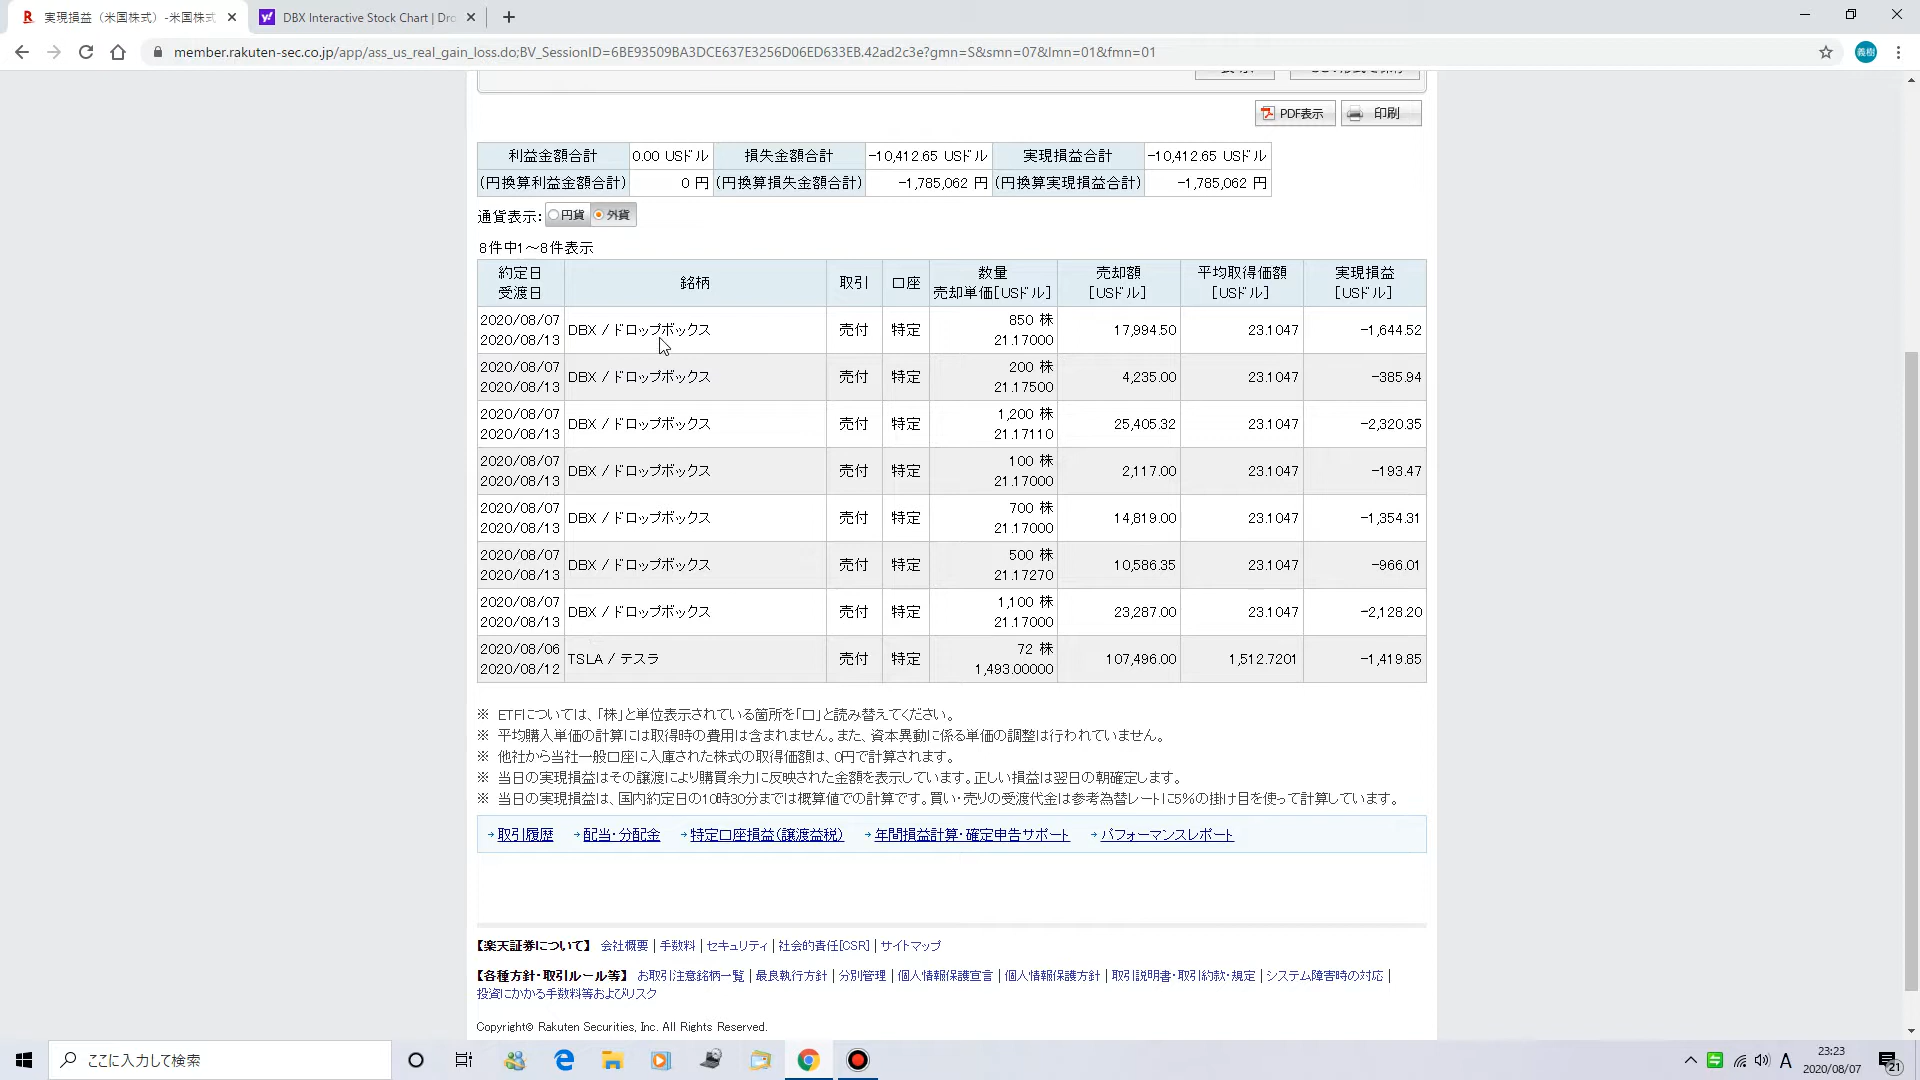 実現損益（米国株式）-米国株式
DBX Interactive Stock Chart | Dro
member.rakuten-sec.co.jp/app/ass_us_real_gain_loss.do;BV_SessionID=6BE93509BA3DCE637E3256D06ED633EB.42ad2c3e?gmn=S&smn=07&lmn=01&fmn=01
義樹
PDF表示 印刷
利益金額合計 0.00 USドル 損失金額合計 -10,412.65 USドル 実現損益合計 -10,412.65 USドル
(円換算利益金額合計) 0 円 (円換算損失金額合計) -1,785,062 円 (円換算実現損益合計) -1,785,062 円
通貨表示: 円貨 外貨
8件中1～8件表示
約定日 銘柄 取引 口座 数量 売却額 平均取得価額 実現損益
受渡日 売却単価[USドル] [USドル] [USドル] [USドル]
2020/08/07 DBX / ドロップボックス 売付 特定 850 株 17,994.50 23.1047 -1,644.52
2020/08/13 21.17000
2020/08/07 DBX / ドロップボックス 売付 特定 200 株 4,235.00 23.1047 -385.94
2020/08/13 21.17500
2020/08/07 DBX / ドロップボックス 売付 特定 1,200 株 25,405.32 23.1047 -2,320.35
2020/08/13 21.17110
2020/08/07 DBX / ドロップボックス 売付 特定 100 株 2,117.00 23.1047 -193.47
2020/08/13 21.17000
2020/08/07 DBX / ドロップボックス 売付 特定 700 株 14,819.00 23.1047 -1,354.31
2020/08/13 21.17000
2020/08/07 DBX / ドロップボックス 売付 特定 500 株 10,586.35 23.1047 -966.01
2020/08/13 21.17270
2020/08/07 DBX / ドロップボックス 売付 特定 1,100 株 23,287.00 23.1047 -2,128.20
2020/08/13 21.17000
2020/08/06 TSLA / テスラ 売付 特定 72 株 107,496.00 1,512.7201 -1,419.85
2020/08/12 1,493.00000
※ ETFについては、「株」と単位表示されている箇所を「口」と読み替えてください。
※ 平均購入単価の計算には取得時の費用は含まれません。また、資本異動に係る単価の調整は行われていません。
※ 他社から当社一般口座に入庫された株式の取得価額は、0円で計算されます。
※ 当日の実現損益はその譲渡により購買余力に反映された金額を表示しています。正しい損益は翌日の朝確定します。
※ 当日の実現損益は、国内約定日の10時30分までは概算値での計算です。買い・売りの受渡代金は参考為替レートに5%の掛け目を使って計算しています。
取引履歴 配当・分配金 特定口座損益(譲渡益税) 年間損益計算・確定申告サポート パフォーマンスレポート
【楽天証券について】 会社概要 | 手数料 | セキュリティ | 社会的責任[CSR] | サイトマップ
【各種方針・取引ルール等】 お取引注意銘柄一覧 | 最良執行方針 | 分別管理 | 個人情報保護宣言 | 個人情報保護方針 | 取引説明書・取引約款・規定 | システム障害時の対応 |
投資にかかる手数料等およびリスク
Copyright© Rakuten Securities, Inc. All Rights Reserved.
ここに入力して検索
A 23:23
2020/08/07
21